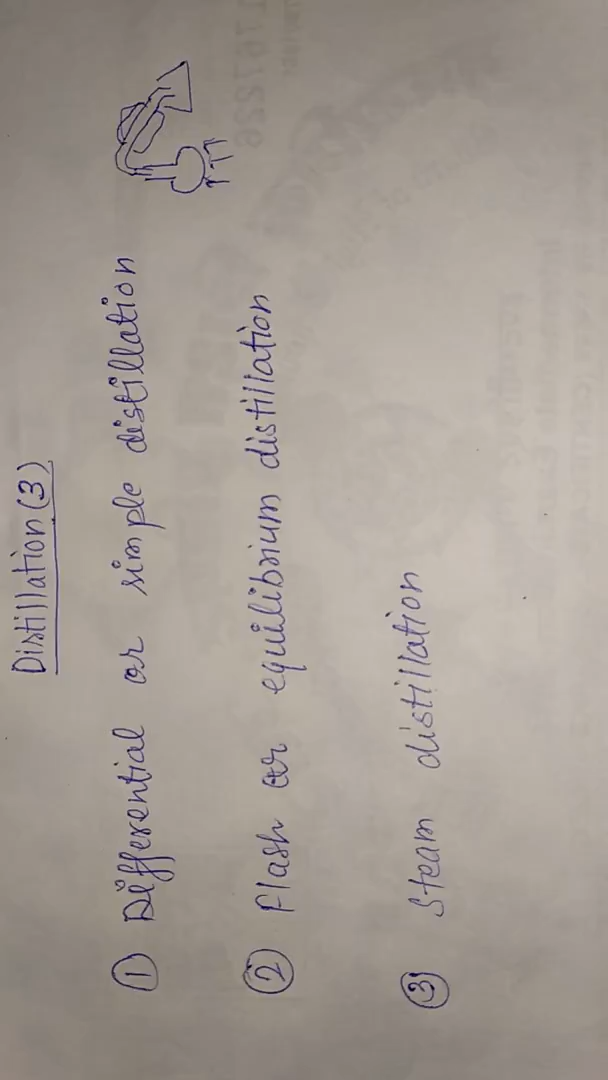 Distillation (3)
① Differential or simple distillation
② Flash or equilibrium distillation
③ Steam distillation